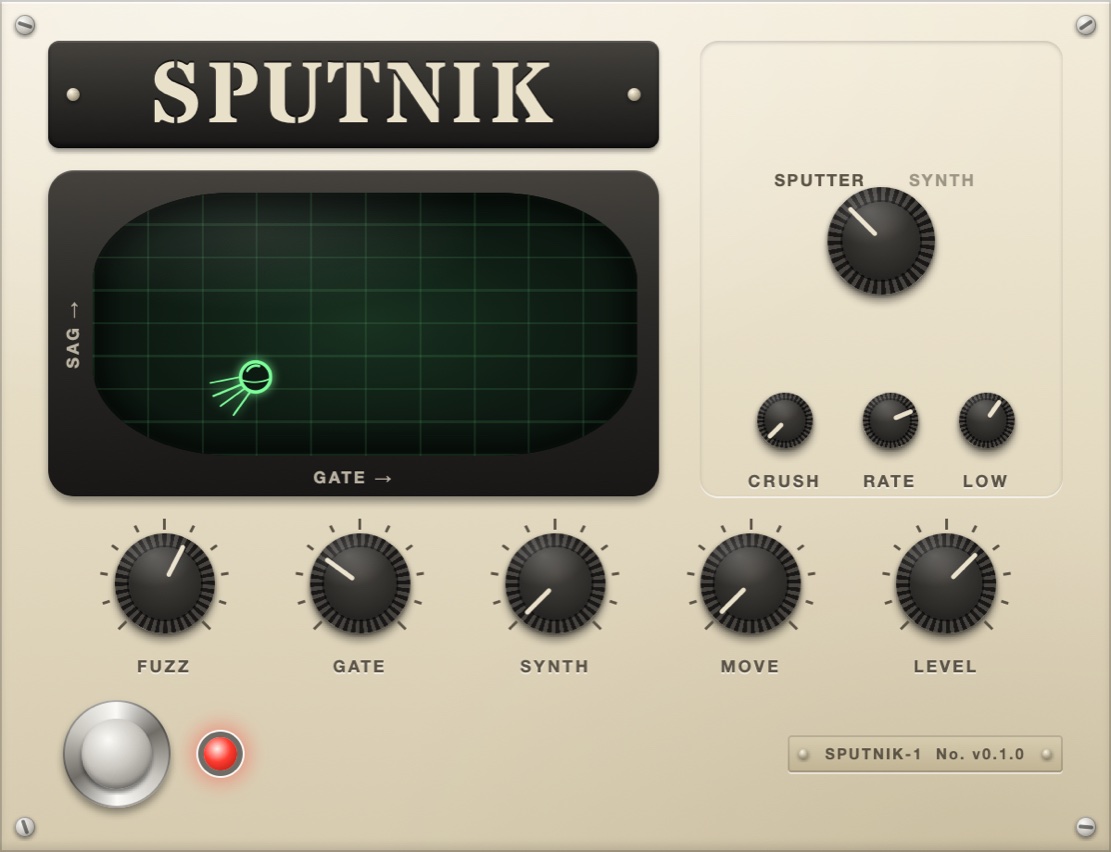 SPUTNIK
SPUTTER SYNTH
SAG →
GATE →
CRUSH RATE LOW
FUZZ GATE SYNTH MOVE LEVEL
SPUTNIK-1 No. v0.1.0